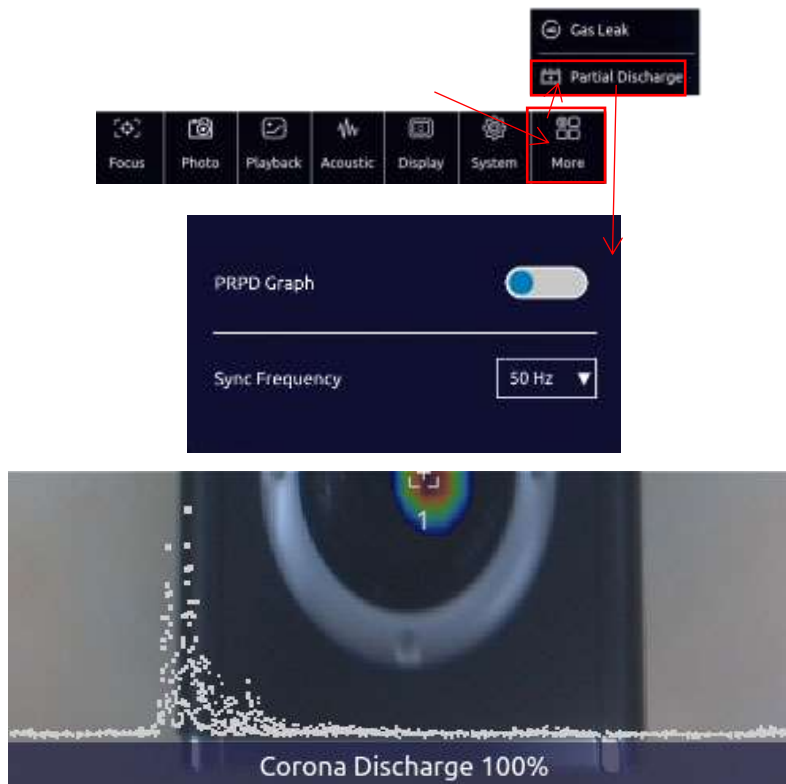 Gas Leak
Partial Discharge
Focus Photo Playback Acoustic Display System More
PRPD Graph
Sync Frequency 50 Hz
1
Corona Discharge 100%